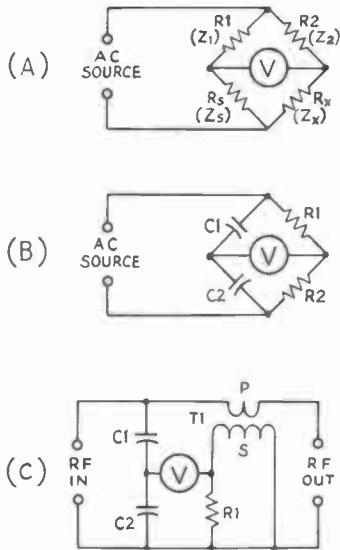 (A)
AC
SOURCE
R1
(Z1)
R2
(Z2)
V
RS
(ZS)
RX
(ZX)
(B)
AC
SOURCE
C1
R1
V
C2
R2
(C)
RF
IN
C1
C2
V
T1
P
S
R1
RF
OUT